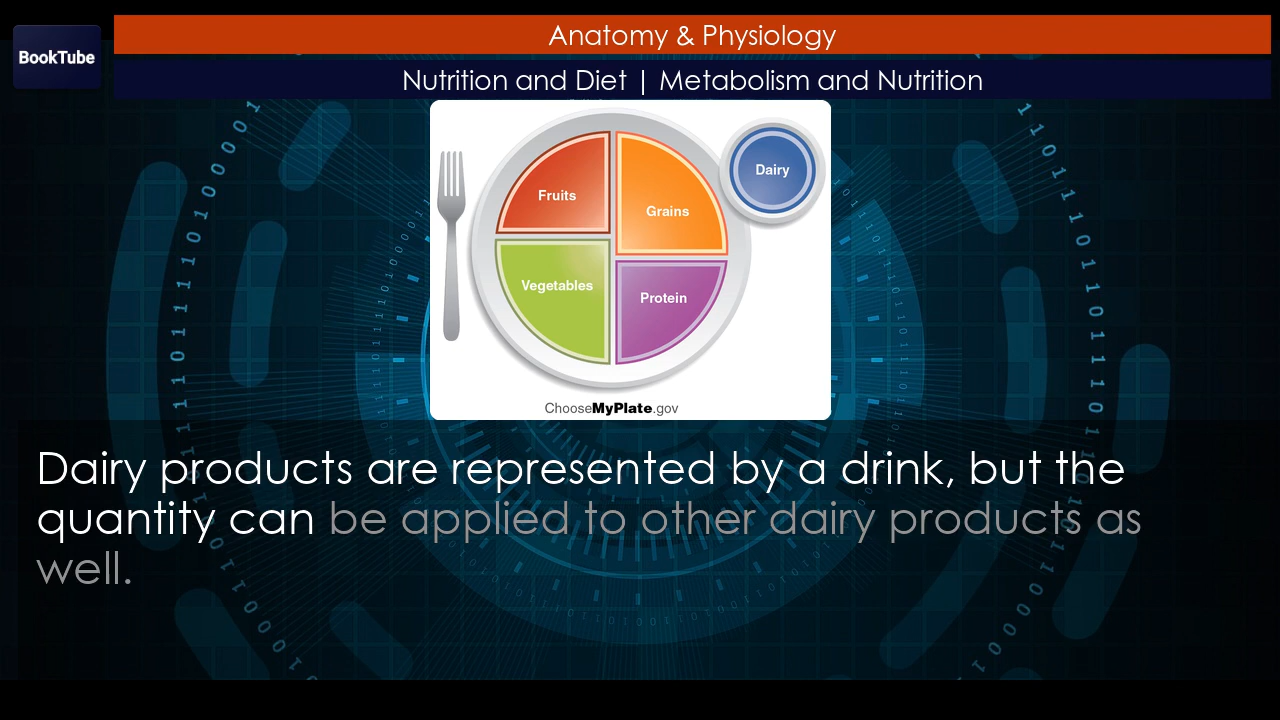 BookTube
Anatomy & Physiology
Nutrition and Diet | Metabolism and Nutrition
Fruits
Grains
Dairy
Vegetables
Protein
ChooseMyPlate.gov
Dairy products are represented by a drink, but the
quantity can be applied to other dairy products as
well.